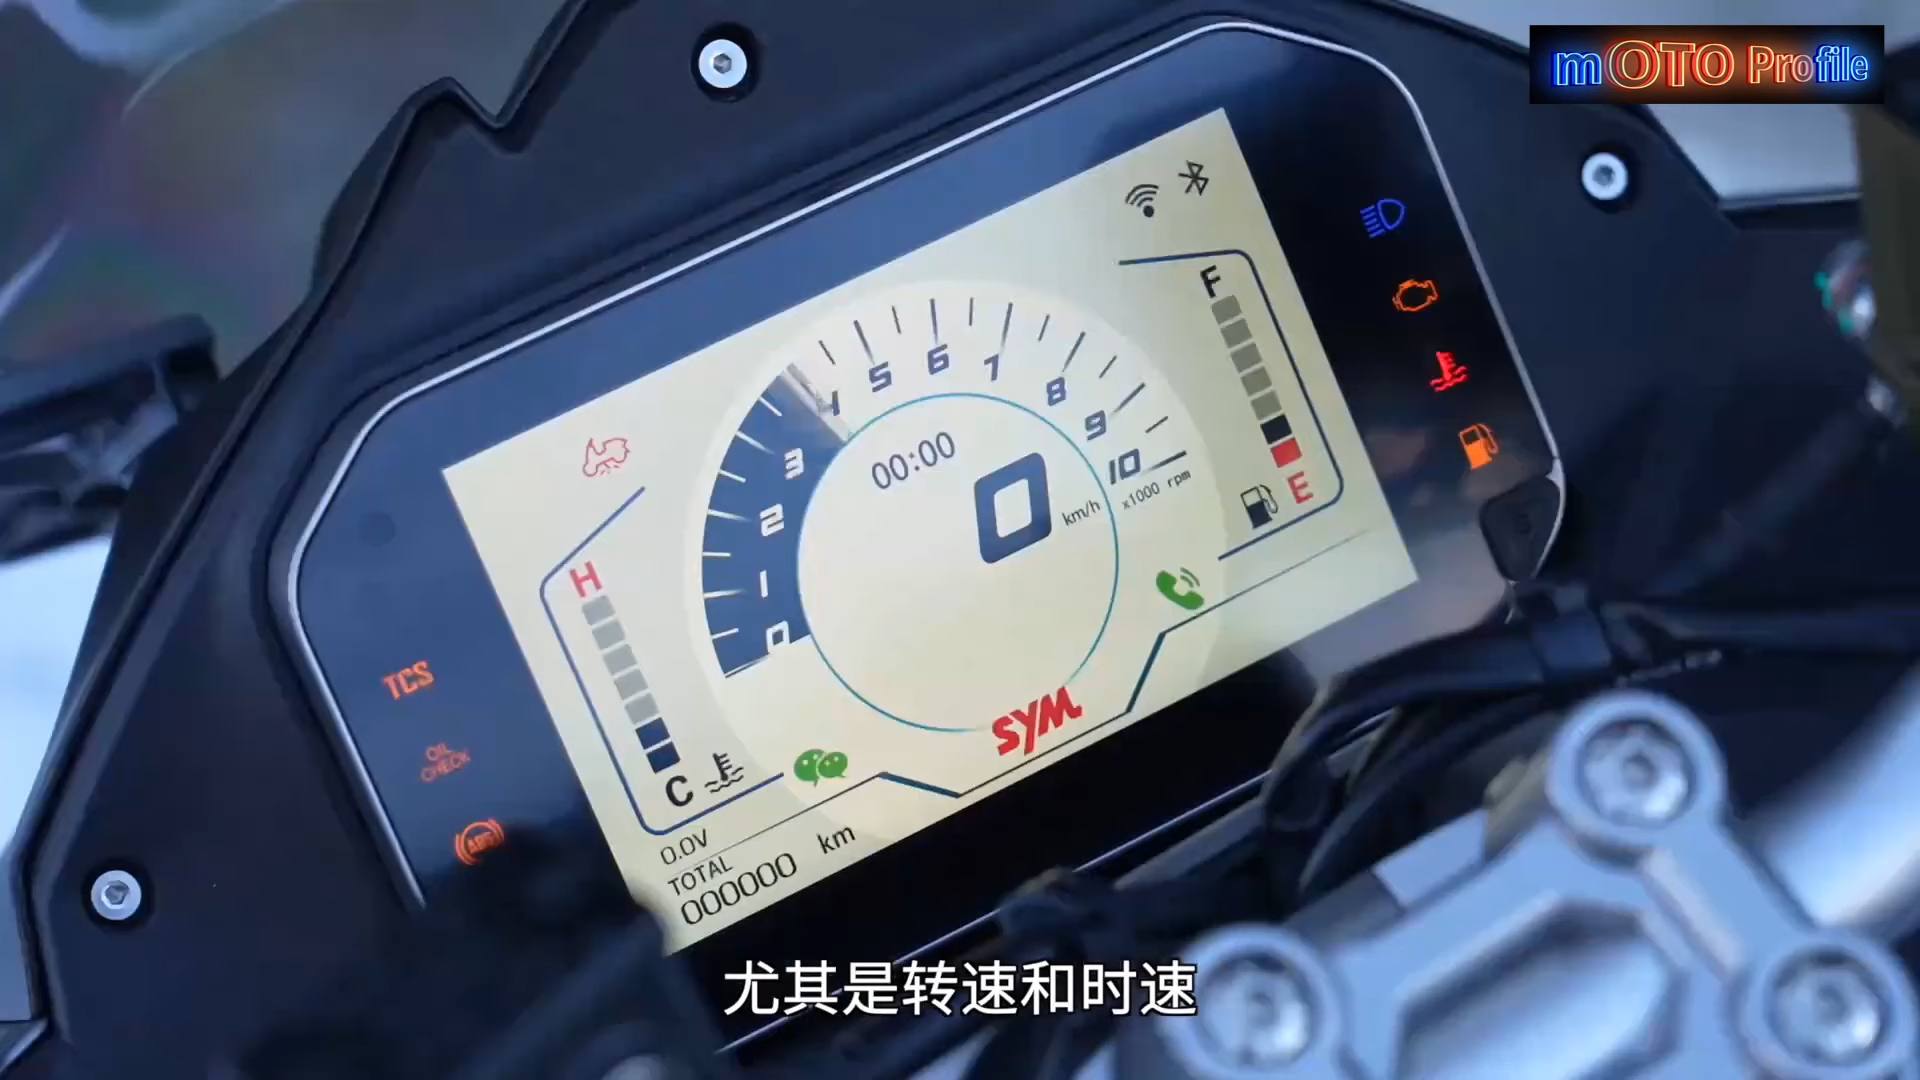 mOTO Profile
F
5 6 7 8 9 10
4
3
2
1
0
00:00
0 km/h
x1000 rpm
E
H
C
TCS
OIL CHECK
ABS
SYM
0.0V
TOTAL
000000 km
尤其是转速和时速